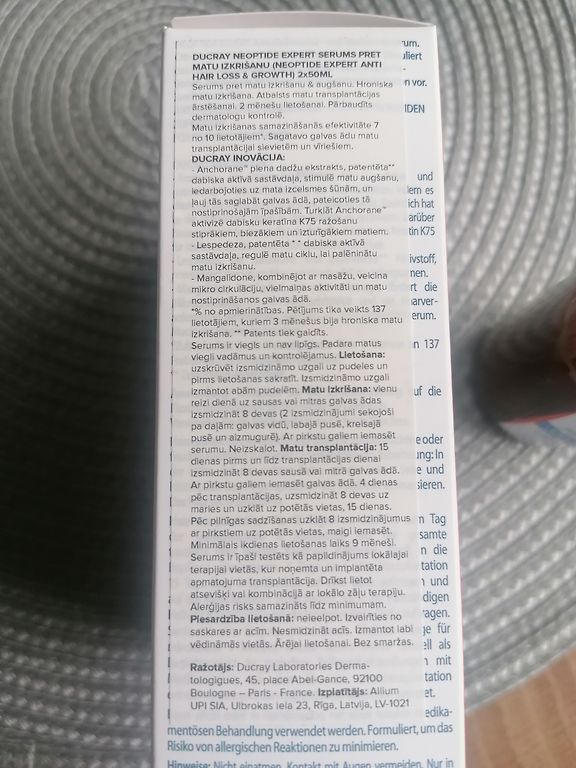 DUCRAY NEOPTIDE EXPERT SERUMS PRET
MATU IZKRIŠANU (NEOPTIDE EXPERT ANTI
HAIR LOSS & GROWTH) 2x50ML
Serums pret matu izkrišanu & augšanu. Hroniska
matu izkrišana. Atbalsts matu transplantācijas
ārstēšanai. 2 mēnešu lietošanai. Pārbaudīts
dermatologu kontrolē.
Matu izkrišanas samazināšanās efektivitāte 7
no 10 lietotājiem*. Sagatavo galvas ādu matu
transplantācijai sievietēm un vīriešiem.
DUCRAY INOVĀCIJA:
- Anchorane™ piena dadžu ekstrakts, patentēta**
dabiska aktīvā sastāvdaļa, stimulē matu augšanu,
iedarbojoties uz mata izcelsmes šūnām, un
ļauj tās saglabāt galvas ādā, pateicoties tā
nostiprinošajām īpašībām. Turklāt Anchorane™
aktivizē dabisku keratīna K75 ražošanu
stiprākiem, biezākiem un izturīgākiem matiem.
- Lespedeza, patentēta ** dabiska aktīvā
sastāvdaļa, regulē matu ciklu, lai palēninātu
matu izkrišanu.
- Mangalidone, kombinējot ar masāžu, veicina
mikro cirkulāciju, vielmaiņas aktivitāti un matu
nostiprināšanos galvas ādā.
*% no apmierinātības. Pētījums tika veikts 137
lietotājiem, kuriem 3 mēnešus bija hroniska matu
izkrišana. ** Patents tiek gaidīts.
Serums ir viegls un nav lipīgs. Padara matus
viegli vadāmus un kontrolējamus. Lietošana:
uzskrūvēt izsmidzināmo uzgali uz pudeles un
pirms lietošanas sakratīt. Izsmidzināmo uzgali
izmantot abām pudelēm. Matu izkrišana: vienu
reizi dienā uz sausas vai mitras galvas ādas
izsmidzināt 8 devas (2 izsmidzinājumi sekojoši
pa daļām: galvas vidū, labajā pusē, kreisajā
pusē un aizmugurē). Ar pirkstu galiem iemasēt
serumu. Neizskalot. Matu transplantācija: 15
dienas pirms un līdz transplantācijas dienai
izsmidzināt 8 devas sausā vai mitrā galvas ādā.
Ar pirkstu galiem iemasēt galvas ādā. 4 dienas
pēc transplantācijas, uzsmidzināt 8 devas uz
maries un uzklāt uz potētās vietas, 15 dienas.
Pēc pilnīgas sadzīšanas uzklāt 8 izsmidzinājumus
ar pirkstiem uz potētās vietas, maigi iemasēt.
Minimālais ikdienas lietošanas laiks 9 mēneši.
Serums ir īpaši testēts kā papildinājums lokālajai
terapijai vietās, kur noņemta un implantēta
apmatojuma transplantācija. Drīkst lietot
atsevišķi vai kombinācijā ar lokālo zāļu terapiju.
Alerģijas risks samazināts līdz minimumam.
Piesardzība lietošanā: neieelpot. Izvairīties no
saskares ar acīm. Nesmidzināt acīs. Izmantot labi
vēdināmās vietās. Ārējai lietošanai. Bez smaržas.
Ražotājs: Ducray Laboratories Derma-
tologiques, 45, place Abel-Gance, 92100
Boulogne – Paris - France. Izplatītājs: Allium
UPI SIA, Ulbrokas iela 23, Rīga, Latvija, LV-1021
mentösen Behandlung verwendet werden. Formuliert, um das
Risiko von allergischen Reaktionen zu minimieren.
Hinweise: Nicht einatmen. Kontakt mit Augen vermeiden. Nur in